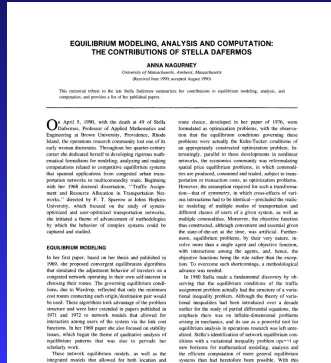 EQUILIBRIUM MODELING, ANALYSIS AND COMPUTATION:
THE CONTRIBUTIONS OF STELLA DAFERMOS
ANNA NAGURNEY
University of Massachusetts, Amherst, Massachusetts
(Received June 1990; accepted August 1990)
This memorial tribute to the late Stella Dafermos summarizes her contributions to equilibrium modeling, analysis, and
computation, and provides a list of her published papers.
On April 5, 1990, with the death at 49 of Stella
Dafermos, Professor of Applied Mathematics and
Engineering at Brown University, Providence, Rhode
Island, the operations research community lost one of its
early women doctorates. Throughout her quarter-century
career she dedicated herself to developing rigorous math-
ematical formalisms for modeling, analyzing and making
computations related to competitive equilibrium systems
that spanned applications from congested urban trans-
portation networks to multicommodity trade. Beginning
with her 1968 doctoral dissertation, "Traffic Assign-
ment and Resource Allocation in Transportation Net-
works," directed by F. T. Sparrow at Johns Hopkins
University, which focused on the study of system-
optimized and user-optimized transportation networks,
she initiated a theme of advancement of methodologies
by which the behavior of complex systems could be
captured and studied.
EQUILIBRIUM MODELING
In her first paper, based on her thesis and published in
1969, she proposed convergent equilibration algorithms
that simulated the adjustment behavior of travelers on a
congested network operating in their own self-interest in
choosing their routes. The governing equilibrium condi-
tions, due to Wardrop, reflected that only the minimum
cost routes connecting each origin/destination pair would
be used. These algorithms took advantage of the problem
structure and were later extended in papers published in
1971 and 1972 to network models that allowed for
interaction among users of the system via the link cost
functions. In her 1969 paper she also focused on stability
issues, which began the theme of qualitative analysis of
equilibrium patterns that was also to pervade her
scholarly work.
These network equilibrium models, as well as the
integrated models that allowed for both location and
route choice, developed in her paper of 1976, were
formulated as optimization problems, with the observa-
tion that the equilibrium conditions governing these
problems were actually the Kuhn-Tucker conditions of
an appropriately constructed optimization problem. In-
terestingly, parallel to these developments in nonlinear
networks, the economics community was reformulating
spatial price equilibrium problems, in which commodi-
ties are produced, consumed and traded, subject to trans-
portation or transaction costs, as optimization problems.
However, the assumption required for such a transforma-
tion—that of symmetry, in which cross-effects of vari-
ous interactions had to be identical—precluded the realis-
tic modeling of multiple modes of transportation and
different classes of users of a given system, as well as
multiple commodities. Moreover, the objective function
thus constructed, although convenient and essential given
the state-of-the-art at the time, was artificial. Further-
more, equilibrium problems, by their very nature, in-
volve more than a single agent and objective function,
with interactions among the agents, and, hence, the
objective functions being the rule rather than the excep-
tion. To overcome such shortcomings, a methodological
advance was needed.
In 1980 Stella made a fundamental discovery by ob-
serving that the equilibrium conditions of the traffic
assignment problem actually had the structure of a varia-
tional inequality problem. Although the theory of varia-
tional inequalities had been introduced over a decade
earlier for the study of partial differential equations, the
emphasis there was on infinite-dimensional problems
arising in mechanics, and its use as a powerful tool for
equilibrium analysis in operations research was left unre-
alized. Stella's identification of network equilibrium con-
ditions with a variational inequality problem opened up
new horizons for mathematical modeling, analysis and
the efficient computation of more general equilibrium
systems than had heretofore been possible. With this